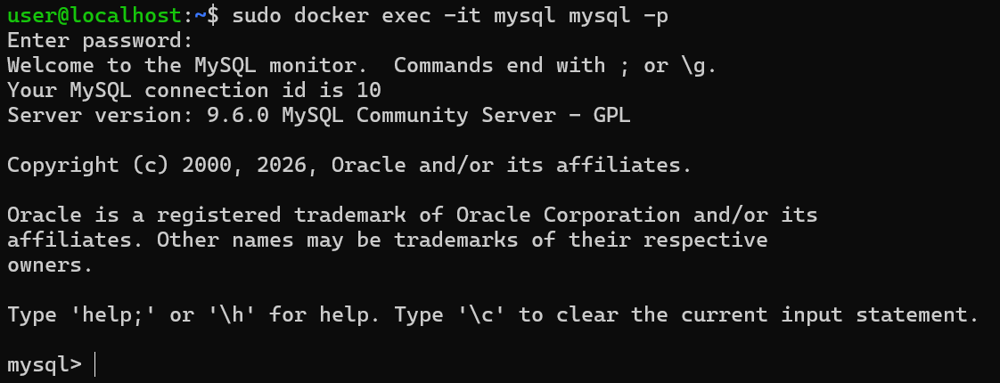 user@localhost:~$ sudo docker exec -it mysql mysql -p
Enter password:
Welcome to the MySQL monitor.  Commands end with ; or \g.
Your MySQL connection id is 10
Server version: 9.6.0 MySQL Community Server - GPL

Copyright (c) 2000, 2026, Oracle and/or its affiliates.

Oracle is a registered trademark of Oracle Corporation and/or its
affiliates. Other names may be trademarks of their respective
owners.

Type 'help;' or '\h' for help. Type '\c' to clear the current input statement.

mysql>